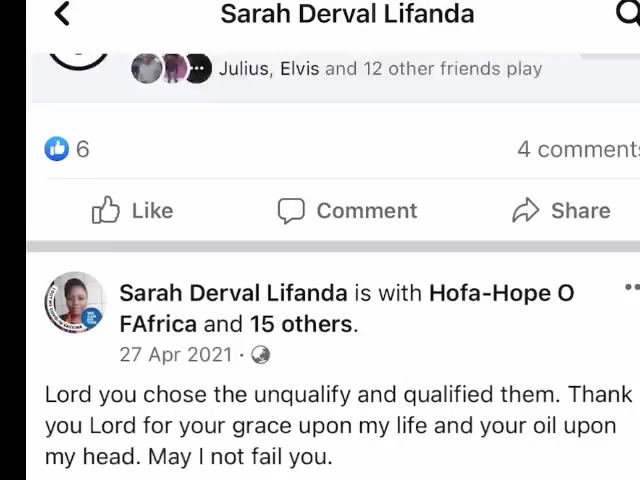 Sarah Derval Lifanda
Julius, Elvis and 12 other friends play
6
4 comments
Like
Comment
Share
Sarah Derval Lifanda is with Hofa-Hope O
FAfrica and 15 others.
27 Apr 2021 ·
Lord you chose the unqualify and qualified them. Thank
you Lord for your grace upon my life and your oil upon
my head. May I not fail you.